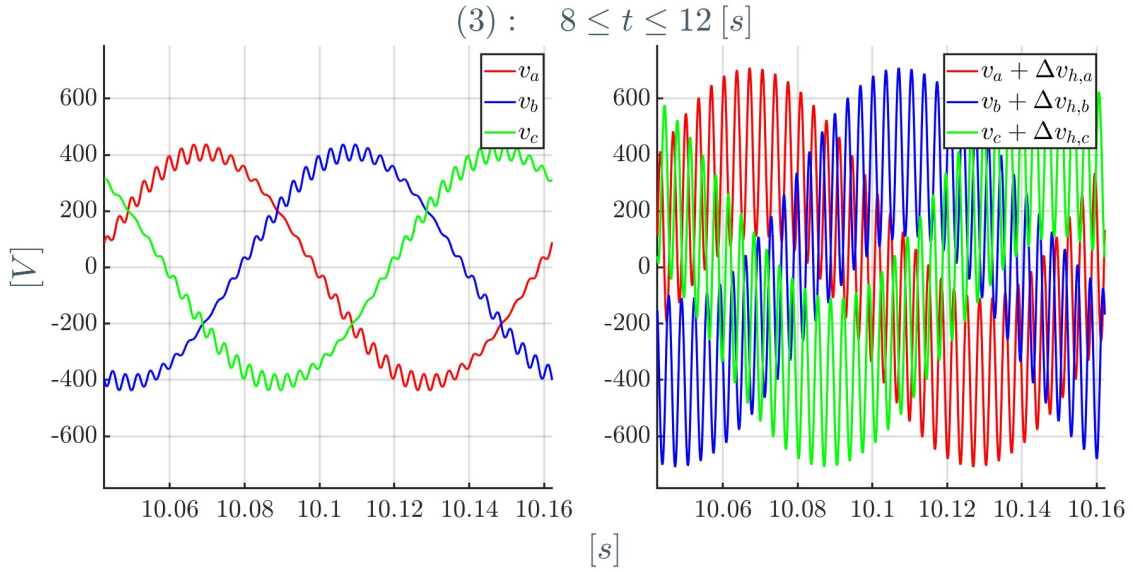 (3) : 8 ≤ t ≤ 12 [s]
[V]
600
400
200
0
-200
-400
-600
10.06 10.08 10.1 10.12 10.14 10.16
v_a
v_b
v_c
600
400
200
0
-200
-400
-600
10.06 10.08 10.1 10.12 10.14 10.16
v_a + Δv_{h,a}
v_b + Δv_{h,b}
v_c + Δv_{h,c}
[s]